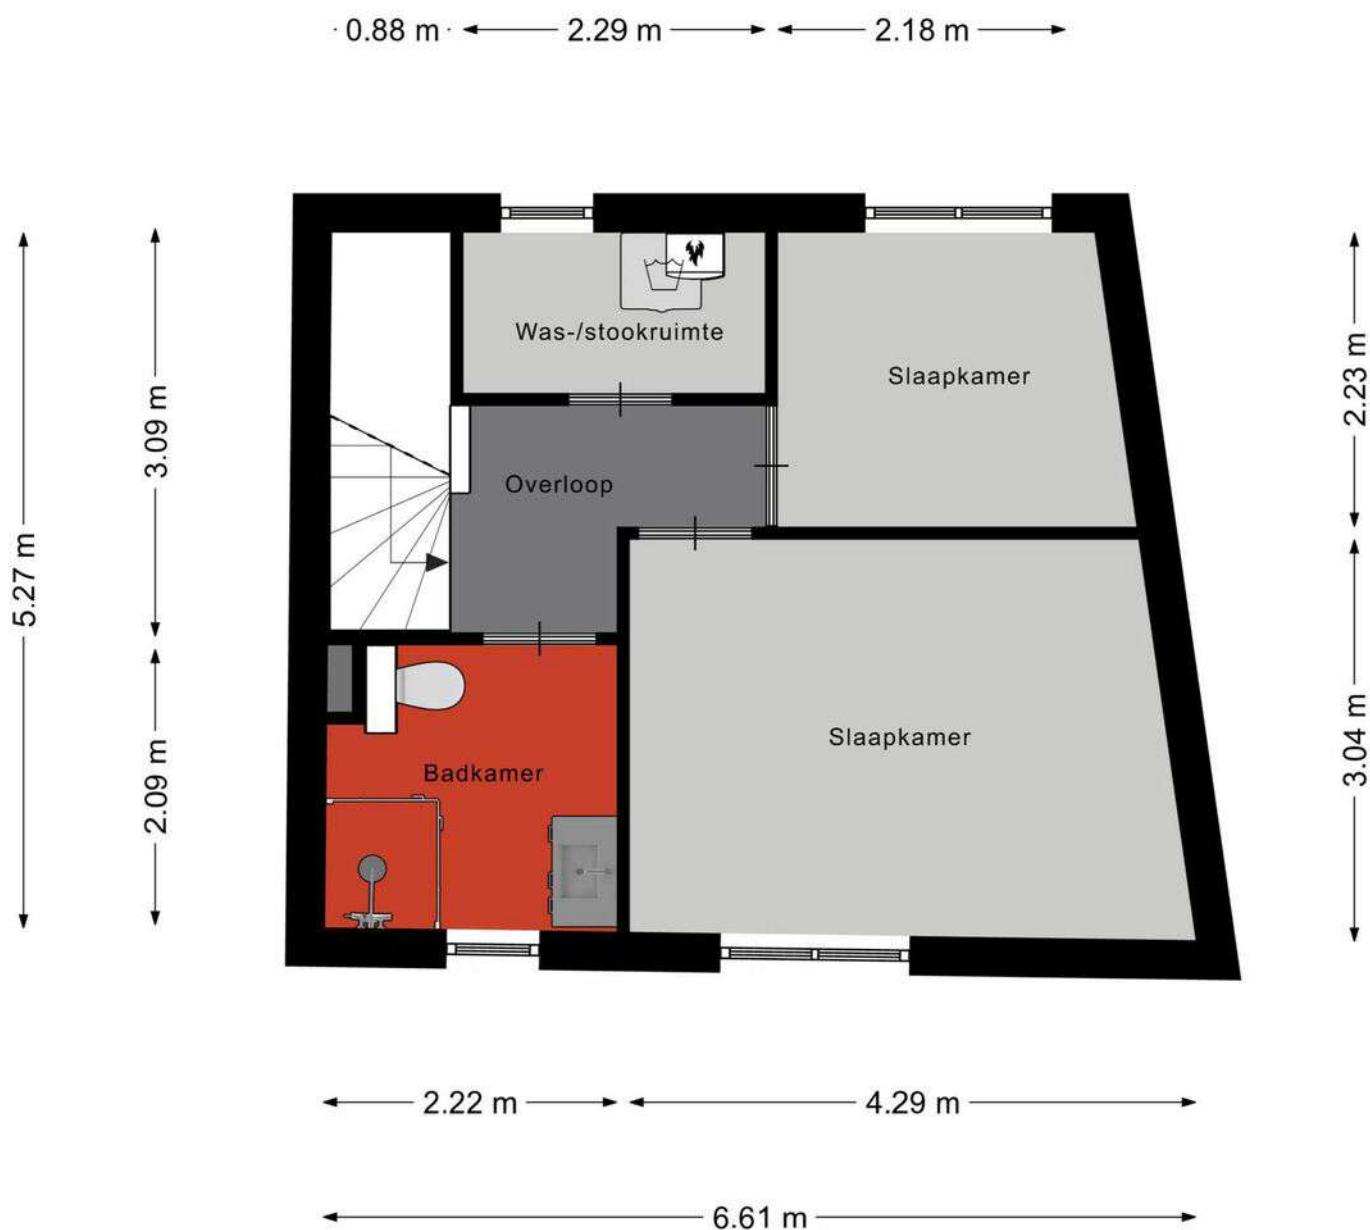 0.88 m
2.29 m
2.18 m
Was-/stookruimte
Slaapkamer
Overloop
Slaapkamer
Badkamer
5.27 m
3.09 m
2.09 m
2.23 m
3.04 m
2.22 m
4.29 m
6.61 m